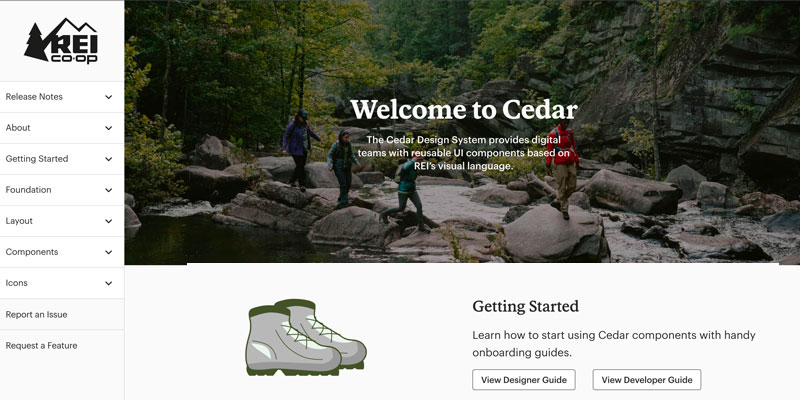 REI
co·op
Release Notes
About
Getting Started
Foundation
Layout
Components
Icons
Report an Issue
Request a Feature
Welcome to Cedar
The Cedar Design System provides digital
teams with reusable UI components based on
REI's visual language.
Getting Started
Learn how to start using Cedar components with handy
onboarding guides.
View Designer Guide
View Developer Guide